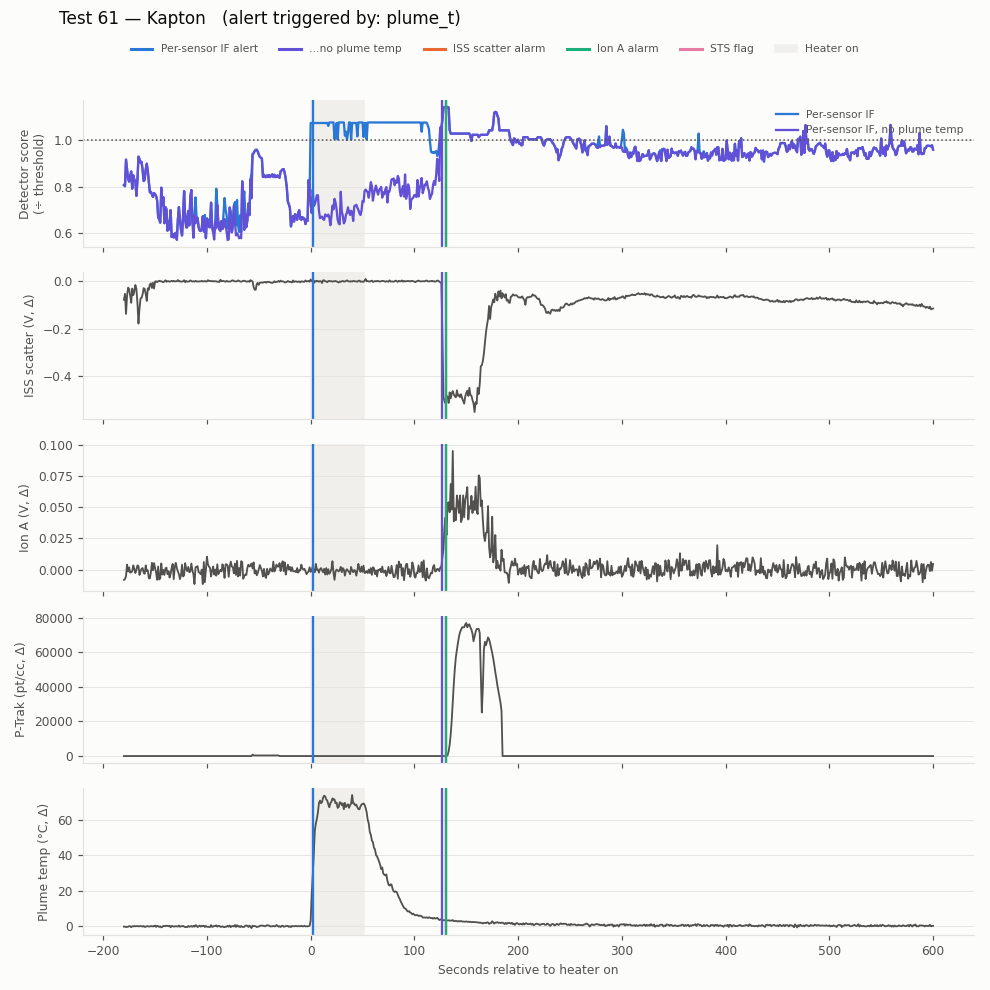 Test 61 — Kapton   (alert triggered by: plume_t)
Per-sensor IF alert   ...no plume temp   ISS scatter alarm   Ion A alarm   STS flag   Heater on
Detector score
(÷ threshold)
1.0
0.8
0.6
Per-sensor IF
Per-sensor IF, no plume temp
ISS scatter (V, Δ)
0.0
−0.2
−0.4
Ion A (V, Δ)
0.100
0.075
0.050
0.025
0.000
P-Trak (pt/cc, Δ)
80000
60000
40000
20000
0
Plume temp (°C, Δ)
60
40
20
0
−200   −100   0   100   200   300   400   500   600
Seconds relative to heater on